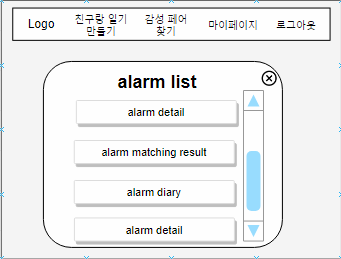 Logo
친구랑 일기
만들기
감성 페어
찾기
마이페이지
로그아웃
alarm list
alarm detail
alarm matching result
alarm diary
alarm detail